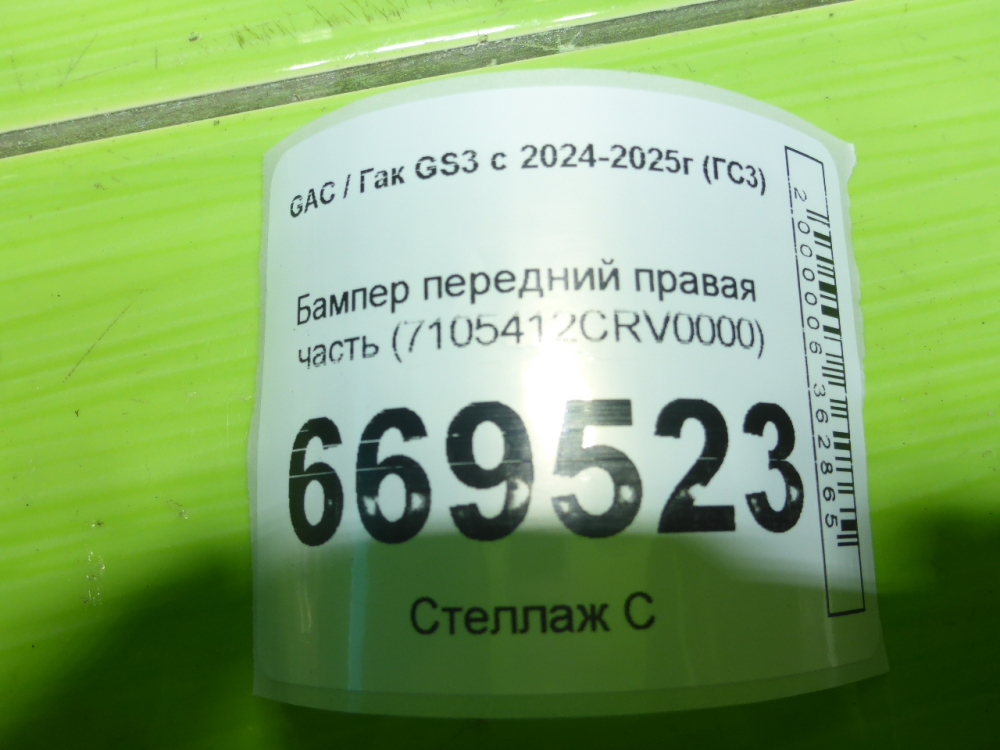 GAC / Гак GS3 с 2024-2025г (ГС3)
Бампер передний правая
часть (7105412CRV0000)
669523
Стеллаж С
2000006362865